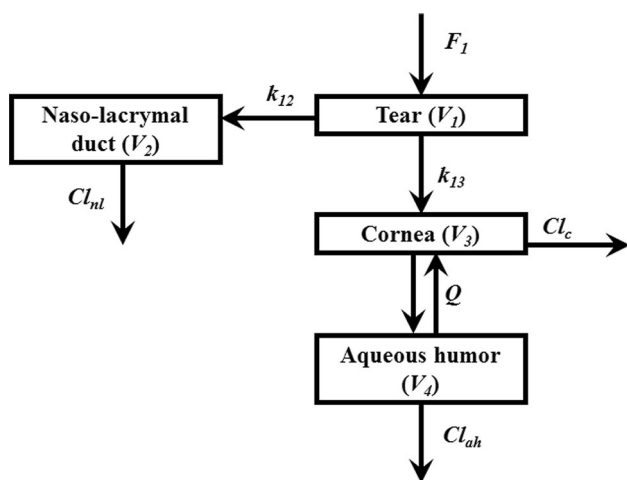 F1
k12
Naso-lacrymal
duct (V2)
Tear (V1)
Clnl
k13
Cornea (V3)
Clc
Q
Aqueous humor
(V4)
Clah